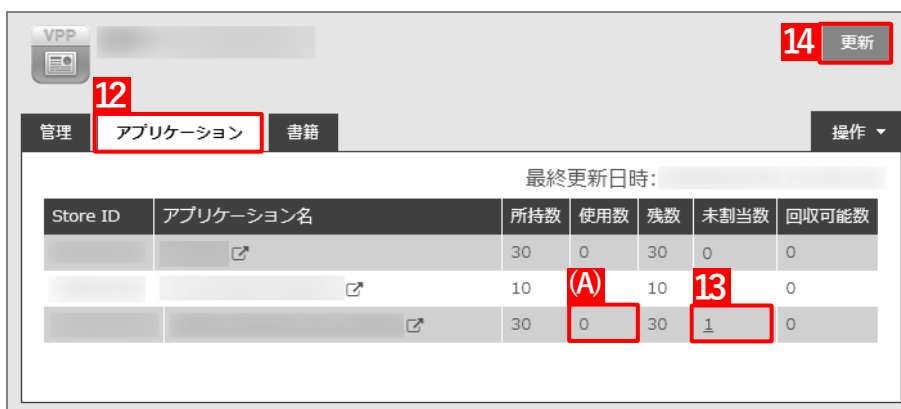 VPP
14 更新
12
管理 アプリケーション 書籍 操作
最終更新日時:
Store ID アプリケーション名 所持数 使用数 残数 未割当数 回収可能数
30 0 30 0 0
10 (A) 10 13 0
30 0 30 1 0